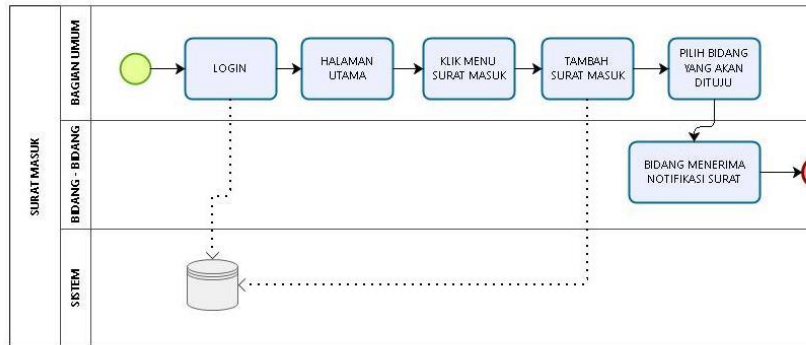 SURAT MASUK
BAGIAN UMUM
LOGIN
HALAMAN
UTAMA
KLIK MENU
SURAT MASUK
TAMBAH
SURAT MASUK
PILIH BIDANG
YANG AKAN
DITUJU
BIDANG - BIDANG
BIDANG MENERIMA
NOTIFIKASI SURAT
SISTEM